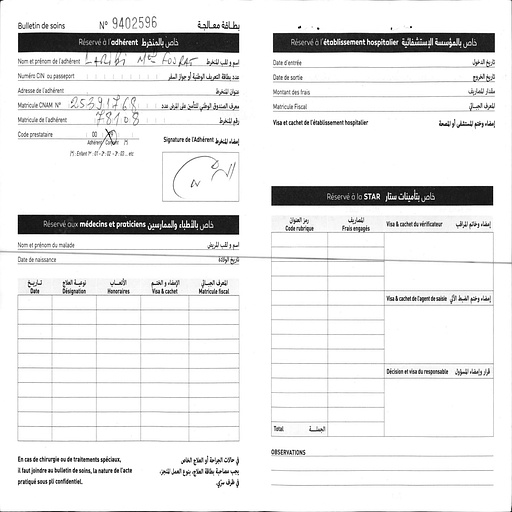 Bulletin de soins N° 9402596 بطاقة معالجة
Réservé à l'adhérent خاص بالمنخرط
Nom et prénom de l'adhérent LARIBI Med اسم و لقب المنخرط
Numéro CIN ou passeport عدد بطاقة التعريف الوطنية أو جواز السفر
Adresse de l'adhérent عنوان المنخرط
Matricule CNAM N° 25391768 معرف الصندوق الوطني للتأمين على المرض عدد
Matricule de l'adhérent 78108 رقم المنخرط
Code prestataire 00
Adhérent Conjoint (*)
(*) : Enfant 1er : 01 - 2e : 02 - 3e : 03 ... etc
Signature de l'Adhérent إمضاء المنخرط
Réservé aux médecins et praticiens خاص بالأطباء والممارسين
Nom et prénom du malade اسم و لقب المريض
Date de naissance تاريخ الولادة
تاريخ نوعية العلاج الأتعاب الإمضاء و الختم المعرف الجبائي
Date Désignation Honoraires Visa & cachet Matricule fiscal
En cas de chirurgie ou de traitements spéciaux,
il faut joindre au bulletin de soins, la nature de l'acte
pratiqué sous pli confidentiel.
في حالات الجراحة أو العلاج الخاص
يجب مصاحبة بطاقة العلاج، بنوع العمل المنجز،
في ظرف سرّي.
Réservé à l'établissement hospitalier خاص بالمؤسسة الإستشفائية
Date d'entrée تاريخ الدخول
Date de sortie تاريخ الخروج
Montant des frais مقدار المصاريف
Matricule Fiscal المعرف الجبائي
Visa et cachet de l'établissement hospitalier إمضاء وختم المستشفى أو المصحة
Réservé à la STAR خاص بتأمينات ستار
رمز العنوان المصاريف
Code rubrique Frais engagés
Visa & cachet du vérificateur إمضاء وخاتم المراقب
Visa & cachet de l'agent de saisie إمضاء وختم الضبط الآلي
Décision et visa du responsable قرار وإمضاء المسؤول
Total الجملة
OBSERVATIONS